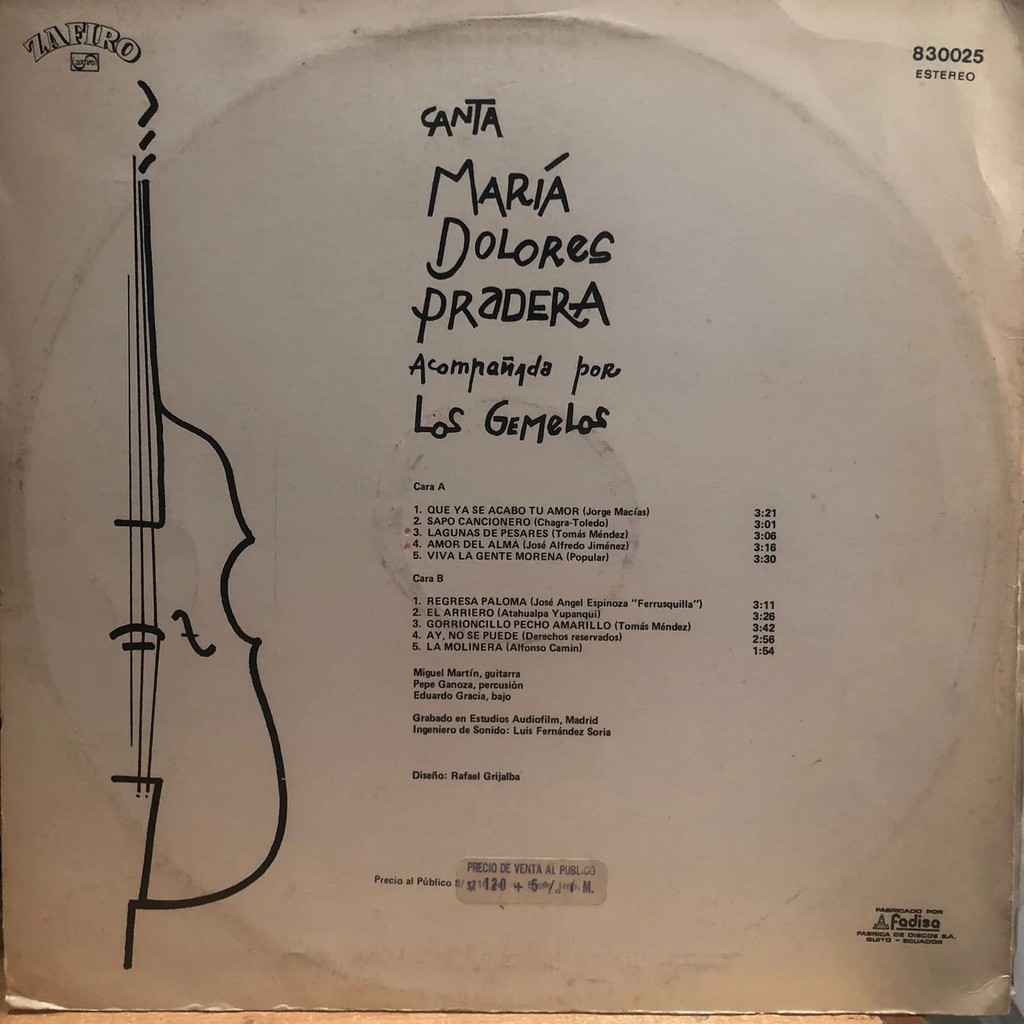 ZAFIRO
830025
ESTEREO
CANTA
MARIÁ
DOLORES
PRADERA
Acompañada por
LOS GEMELOS
Cara A
1. QUE YA SE ACABO TU AMOR (Jorge Macías) 3:21
2. SAPO CANCIONERO (Chagra-Toledo) 3:01
3. LAGUNAS DE PESARES (Tomás Méndez) 3:06
4. AMOR DEL ALMA (José Alfredo Jiménez) 3:16
5. VIVA LA GENTE MORENA (Popular) 3:30
Cara B
1. REGRESA PALOMA (José Angel Espinoza "Ferrusquilla") 3:11
2. EL ARRIERO (Atahualpa Yupanqui) 3:26
3. GORRIONCILLO PECHO AMARILLO (Tomás Méndez) 3:42
4. AY, NO SE PUEDE (Derechos reservados) 2:56
5. LA MOLINERA (Alfonso Camin) 1:54
Miguel Martín, guitarra
Pepe Ganoza, percusión
Eduardo Gracia, bajo
Grabado en Estudios Audiofilm, Madrid
Ingeniero de Sonido: Luis Fernández Soria
Diseño: Rafael Grijalba
PRECIO DE VENTA AL PUBLICO
Precio al Público 120 + 5 M.
FABRICADO POR
fadisa
FABRICA DE DISCOS S.A.
QUITO - ECUADOR